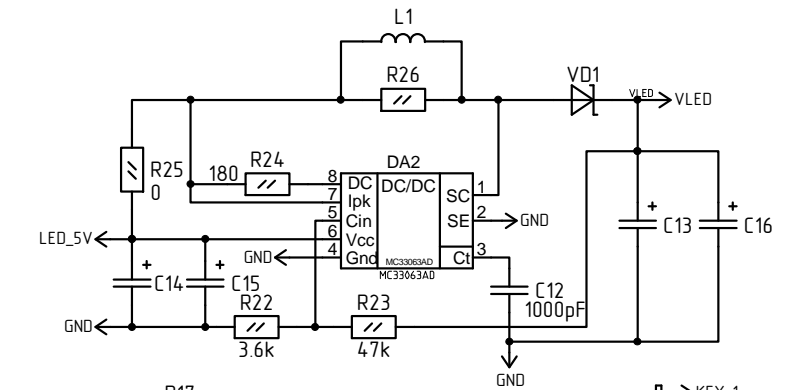 L1
R26
VD1
VLED
VLED
R25
0
180
R24
DA2
8 DC DC/DC SC 1
7 Ipk
5 Cin SE 2 GND
6 Vcc
4 Gnd Ct 3
MC33063AD
MC33063AD
LED_5V
GND
+ C14
+ C15
+ C13
+ C16
C12
1000pF
GND
R22
3.6k
R23
47k
GND